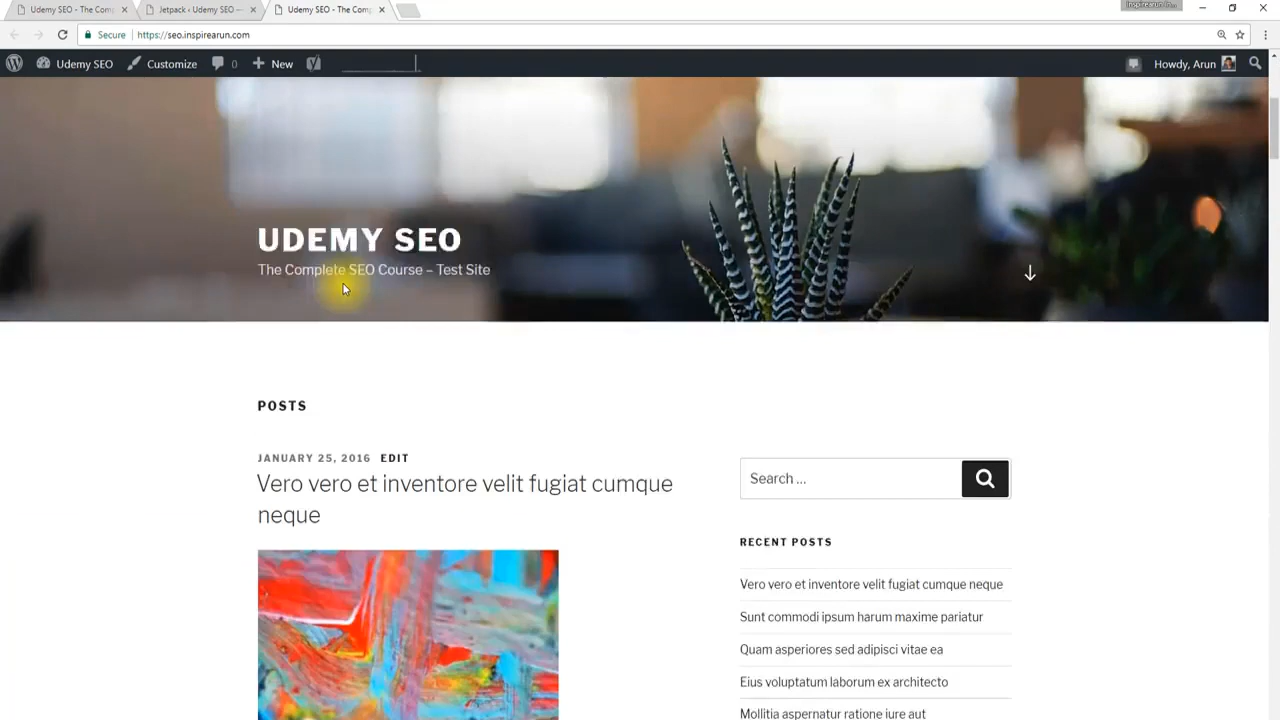 Udemy SEO - The Comp
Jetpack ‹ Udemy SEO —
Udemy SEO - The Comp
Secure
https://seo.inspirearun.com
Udemy SEO
Customize
0
New
Howdy, Arun
UDEMY SEO
The Complete SEO Course – Test Site
POSTS
JANUARY 25, 2016 EDIT
Vero vero et inventore velit fugiat cumque
neque
Search …
RECENT POSTS
Vero vero et inventore velit fugiat cumque neque
Sunt commodi ipsum harum maxime pariatur
Quam asperiores sed adipisci vitae ea
Eius voluptatum laborum ex architecto
Mollitia aspernatur ratione iure aut